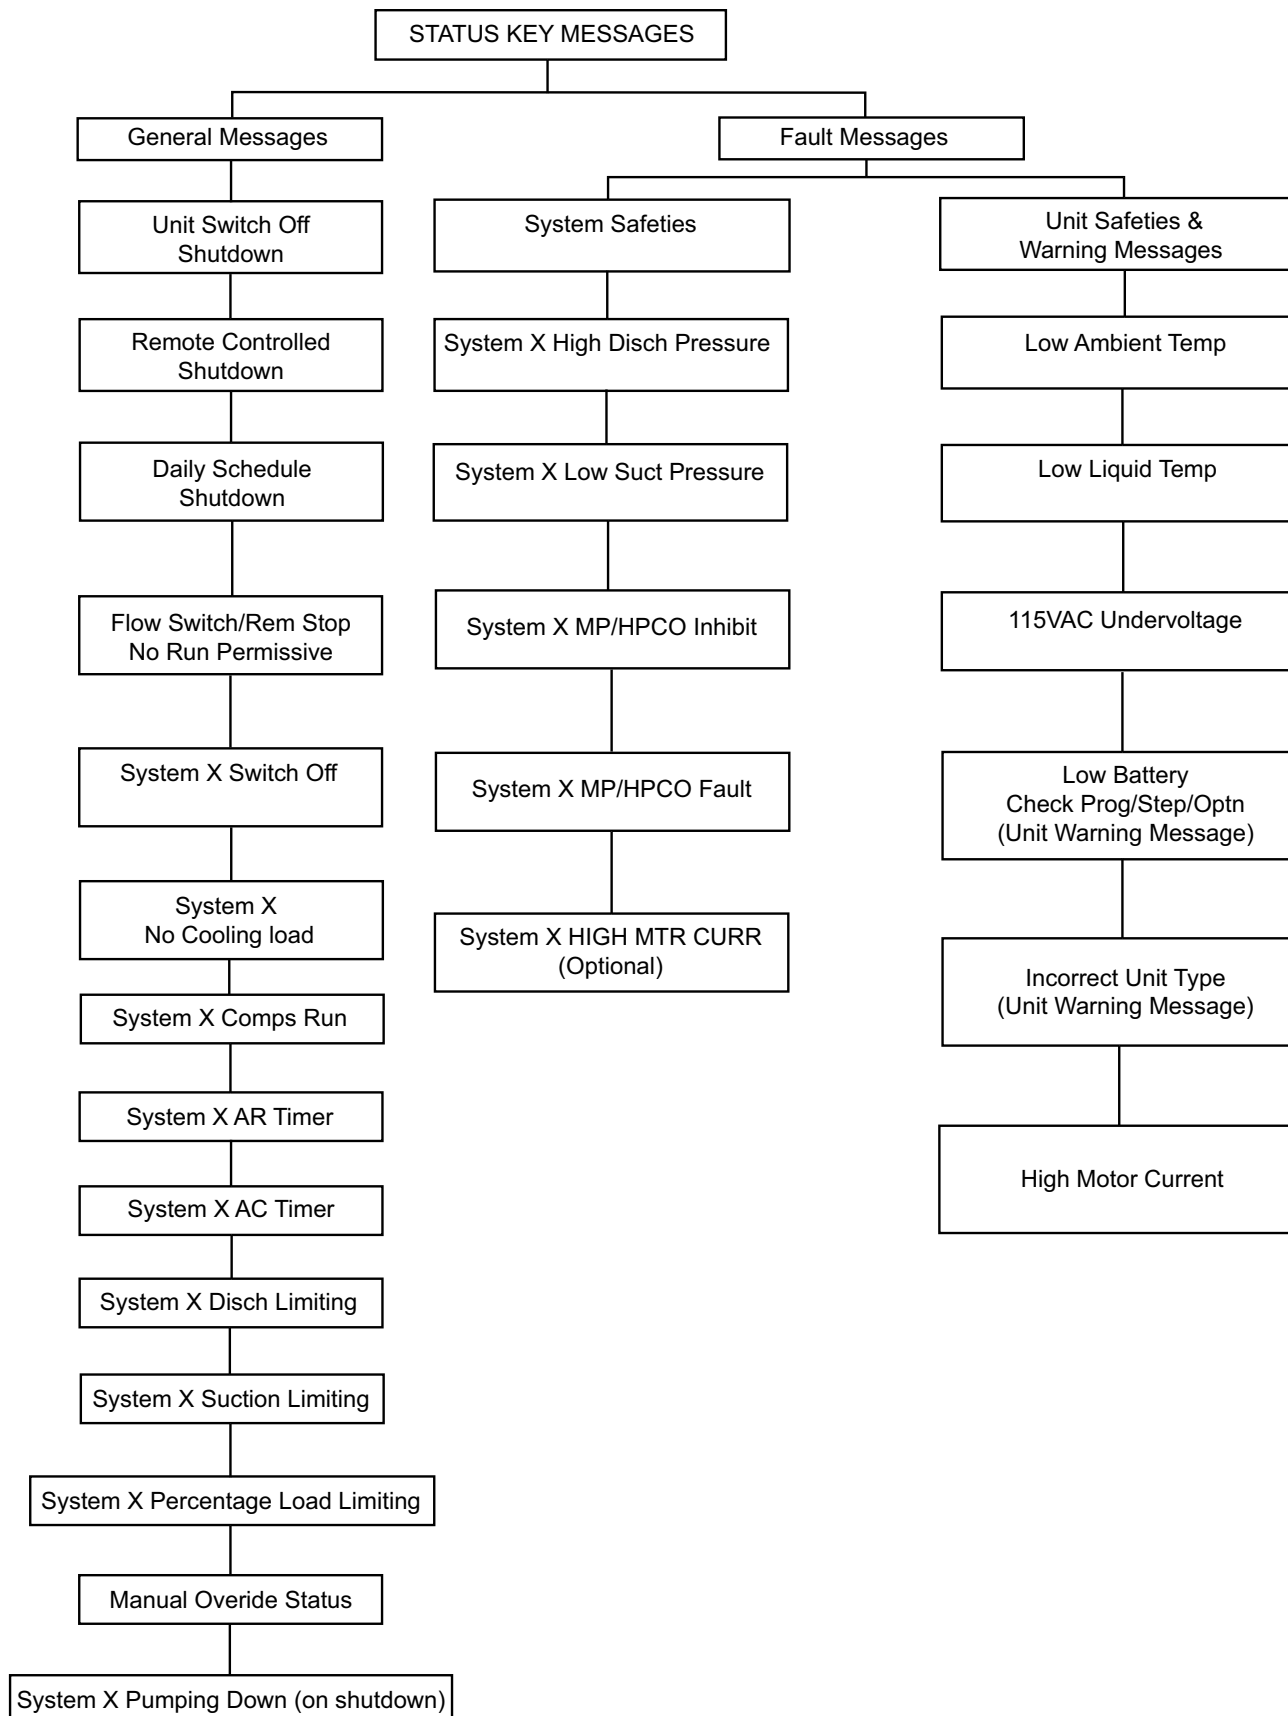 STATUS KEY MESSAGES
General Messages
Unit Switch Off
Shutdown
Remote Controlled
Shutdown
Daily Schedule
Shutdown
Flow Switch/Rem Stop
No Run Permissive
System X Switch Off
System X
No Cooling load
System X Comps Run
System X AR Timer
System X AC Timer
System X Disch Limiting
System X Suction Limiting
System X Percentage Load Limiting
Manual Overide Status
System X Pumping Down (on shutdown)
Fault Messages
System Safeties
System X High Disch Pressure
System X Low Suct Pressure
System X MP/HPCO Inhibit
System X MP/HPCO Fault
System X HIGH MTR CURR
(Optional)
Unit Safeties &
Warning Messages
Low Ambient Temp
Low Liquid Temp
115VAC Undervoltage
Low Battery
Check Prog/Step/Optn
(Unit Warning Message)
Incorrect Unit Type
(Unit Warning Message)
High Motor Current